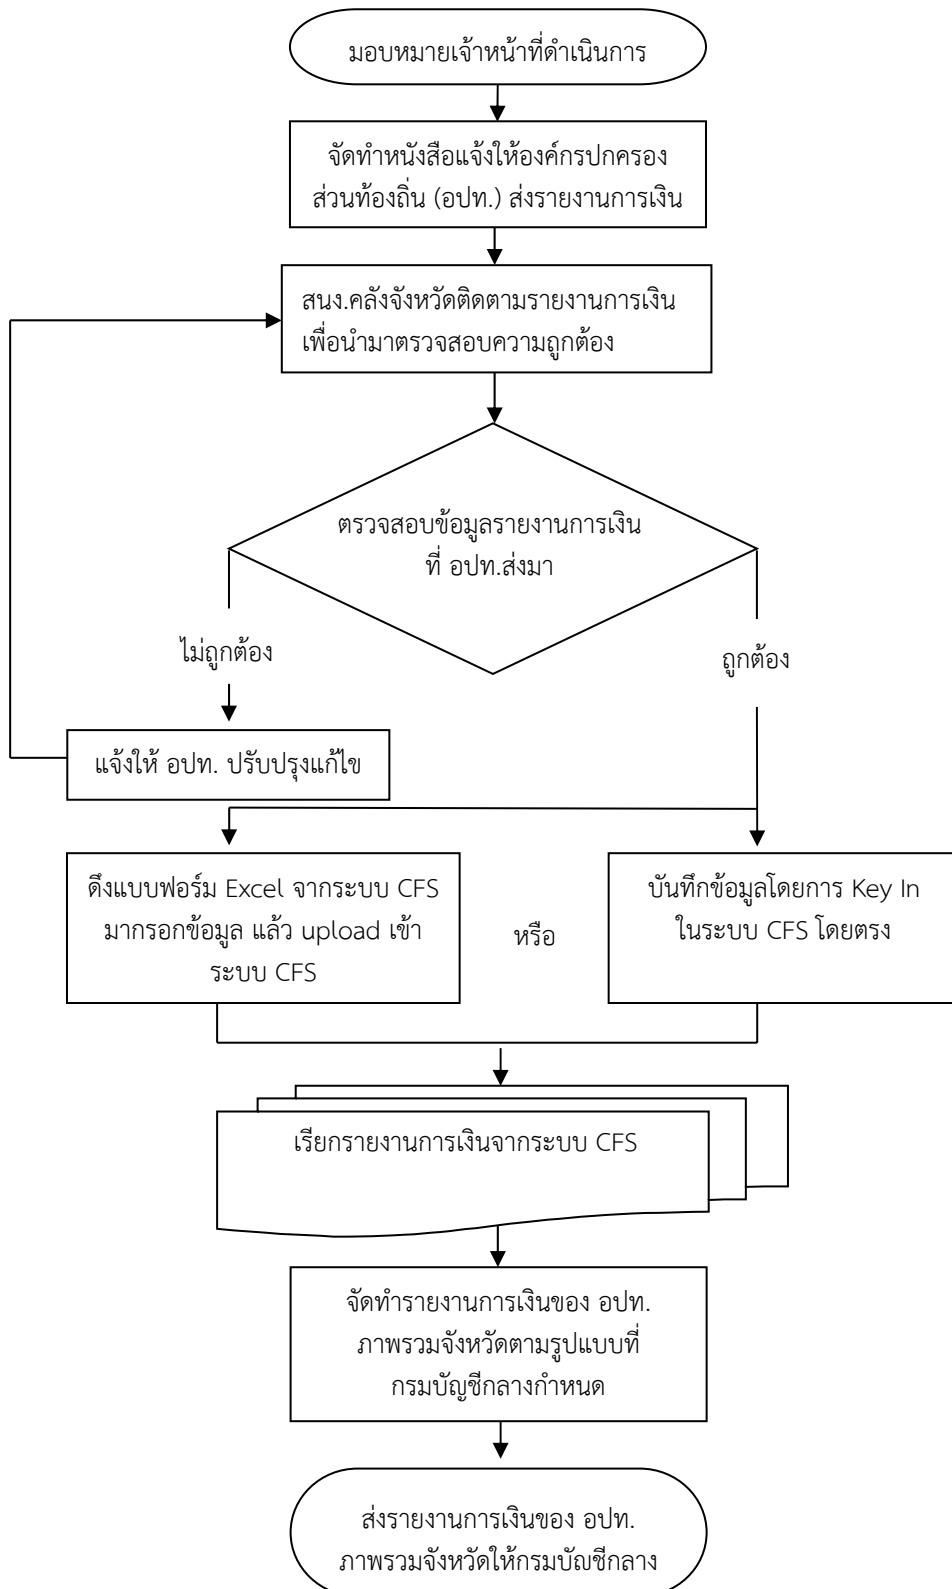 มอบหมายเจ้าหน้าที่ดำเนินการ
จัดทำหนังสือแจ้งให้องค์กรปกครอง
ส่วนท้องถิ่น (อปท.) ส่งรายงานการเงิน
สนง.คลังจังหวัดติดตามรายงานการเงิน
เพื่อนำมาตรวจสอบความถูกต้อง
ตรวจสอบข้อมูลรายงานการเงิน
ที่ อปท.ส่งมา
ไม่ถูกต้อง
ถูกต้อง
แจ้งให้ อปท. ปรับปรุงแก้ไข
ดึงแบบฟอร์ม Excel จากระบบ CFS
มากรอกข้อมูล แล้ว upload เข้า
ระบบ CFS
หรือ
บันทึกข้อมูลโดยการ Key In
ในระบบ CFS โดยตรง
เรียกรายงานการเงินจากระบบ CFS
จัดทำรายงานการเงินของ อปท.
ภาพรวมจังหวัดตามรูปแบบที่
กรมบัญชีกลางกำหนด
ส่งรายงานการเงินของ อปท.
ภาพรวมจังหวัดให้กรมบัญชีกลาง